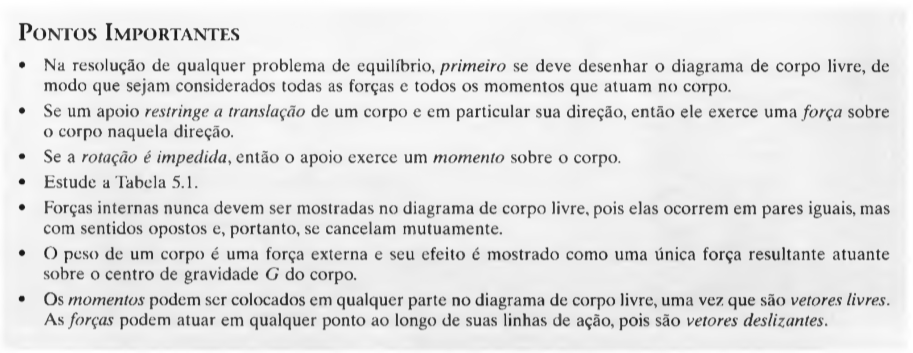 PONTOS IMPORTANTES
• Na resolução de qualquer problema de equilíbrio, primeiro se deve desenhar o diagrama de corpo livre, de
modo que sejam considerados todas as forças e todos os momentos que atuam no corpo.
• Se um apoio restringe a translação de um corpo e em particular sua direção, então ele exerce uma força sobre
o corpo naquela direção.
• Se a rotação é impedida, então o apoio exerce um momento sobre o corpo.
• Estude a Tabela 5.1.
• Forças internas nunca devem ser mostradas no diagrama de corpo livre, pois elas ocorrem em pares iguais, mas
com sentidos opostos e, portanto, se cancelam mutuamente.
• O peso de um corpo é uma força externa e seu efeito é mostrado como uma única força resultante atuante
sobre o centro de gravidade G do corpo.
• Os momentos podem ser colocados em qualquer parte no diagrama de corpo livre, uma vez que são vetores livres.
As forças podem atuar em qualquer ponto ao longo de suas linhas de ação, pois são vetores deslizantes.